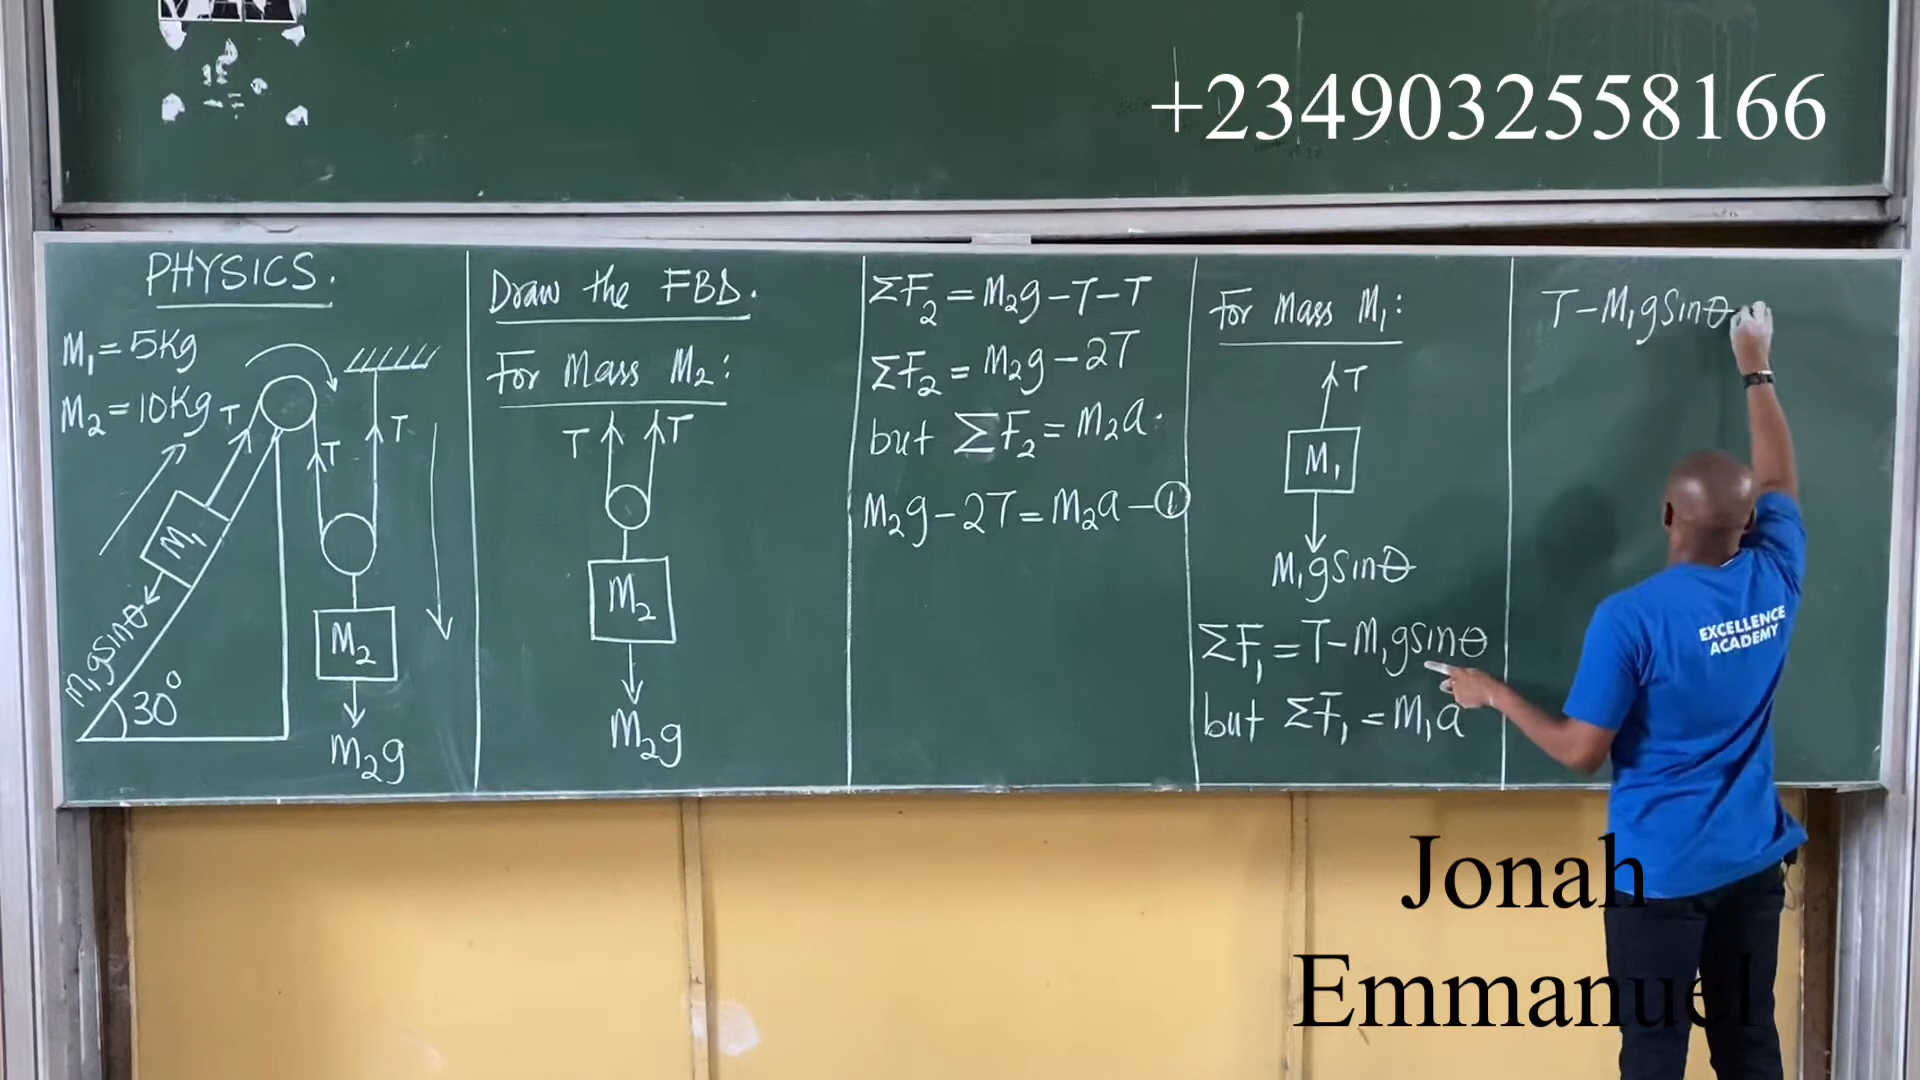 +2349032558166
PHYSICS.
M₁ = 5Kg
M₂ = 10Kg
T
T
T
M₁
M₁gsinθ
30°
M₂
M₂g
Draw the FBD.
For Mass M₂:
T
T
M₂
M₂g
ΣF₂ = M₂g - T - T
ΣF₂ = M₂g - 2T
but ΣF₂ = M₂a.
M₂g - 2T = M₂a - ①
For Mass M₁:
T
M₁
M₁gsinθ
ΣF₁ = T - M₁gsinθ
but ΣF₁ = M₁a
T - M₁gsinθ
EXCELLENCE
ACADEMY
Jonah
Emmanuel